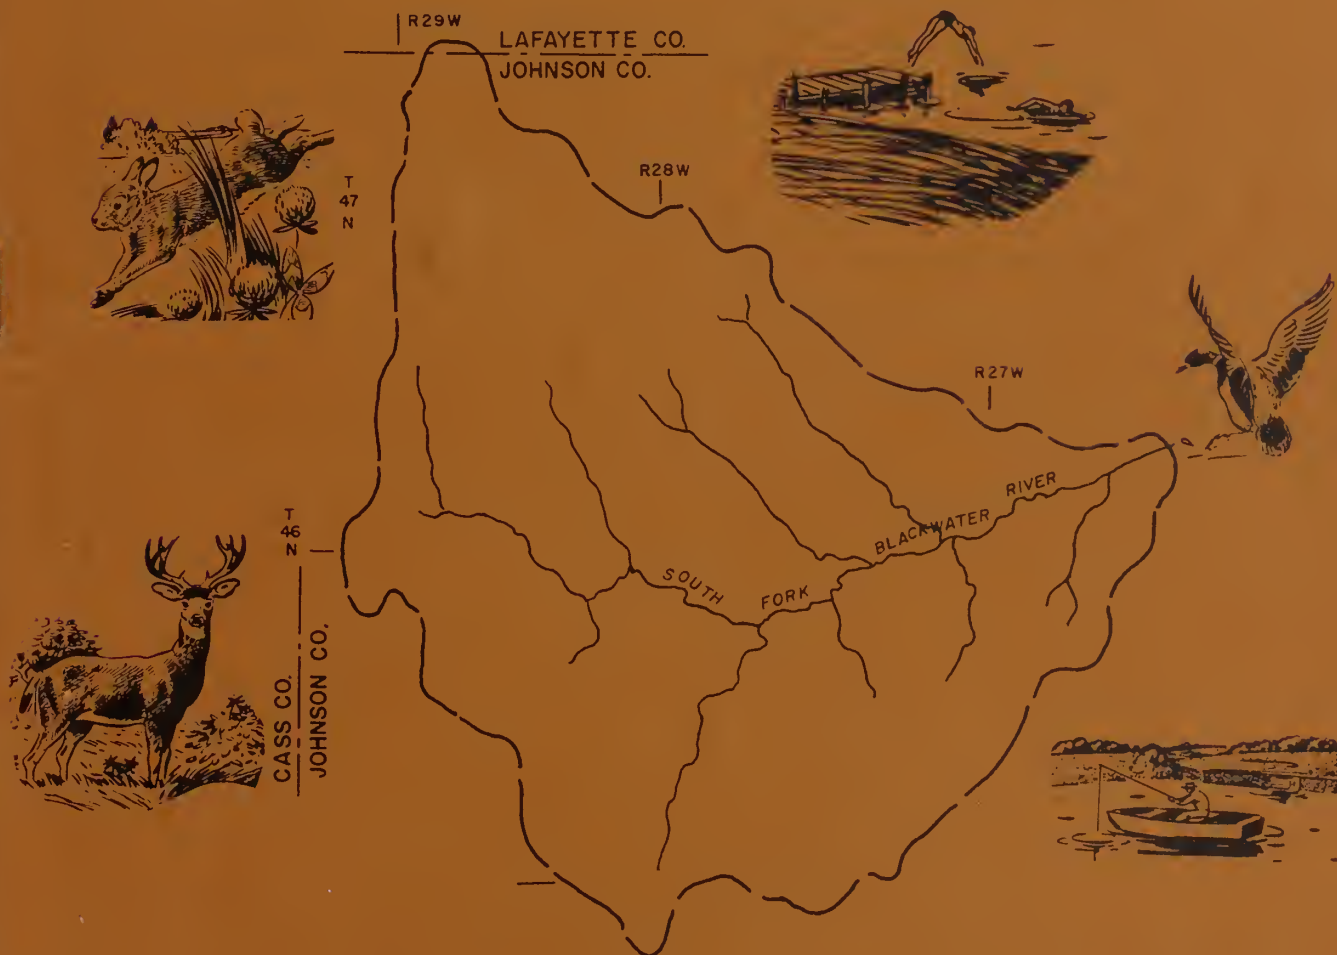 R29W
LAFAYETTE CO.
JOHNSON CO.
R28W
T
47
N
R27W
RIVER
BLACKWATER
T
46
N
SOUTH
FORK
CASS CO.
JOHNSON CO.